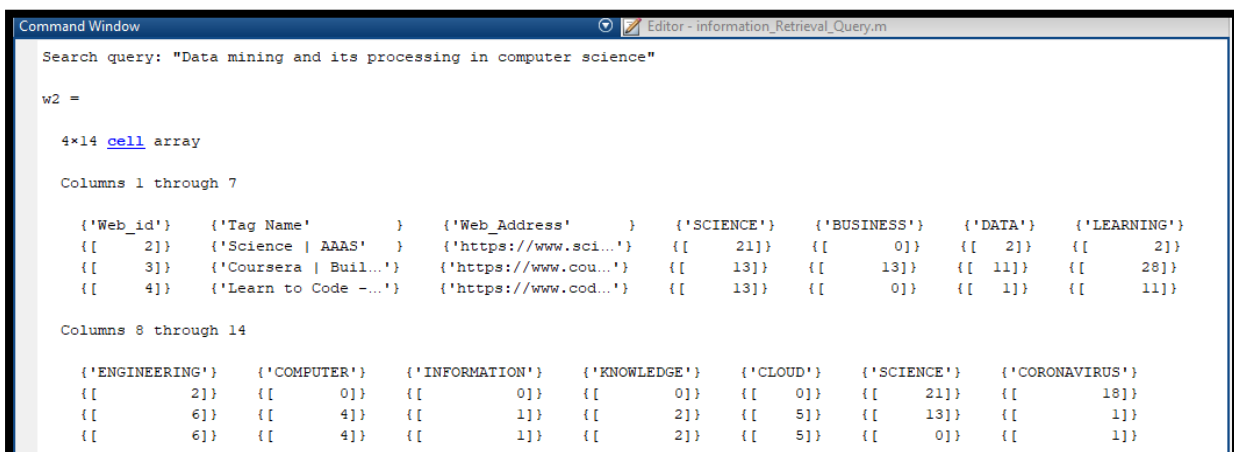 Command Window Editor - information_Retrieval_Query.m
Search query: "Data mining and its processing in computer science"
w2 =
4×14 cell array
Columns 1 through 7
{'Web_id'} {'Tag Name' } {'Web_Address' } {'SCIENCE'} {'BUSINESS'} {'DATA'} {'LEARNING'}
{[ 2]} {'Science | AAAS' } {'https://www.sci…'} {[ 21]} {[ 0]} {[ 2]} {[ 2]}
{[ 3]} {'Coursera | Buil…'} {'https://www.cou…'} {[ 13]} {[ 13]} {[ 11]} {[ 28]}
{[ 4]} {'Learn to Code -…'} {'https://www.cod…'} {[ 13]} {[ 0]} {[ 1]} {[ 11]}
Columns 8 through 14
{'ENGINEERING'} {'COMPUTER'} {'INFORMATION'} {'KNOWLEDGE'} {'CLOUD'} {'SCIENCE'} {'CORONAVIRUS'}
{[ 2]} {[ 0]} {[ 0]} {[ 0]} {[ 0]} {[ 21]} {[ 18]}
{[ 6]} {[ 4]} {[ 1]} {[ 2]} {[ 5]} {[ 13]} {[ 1]}
{[ 6]} {[ 4]} {[ 1]} {[ 2]} {[ 5]} {[ 0]} {[ 1]}